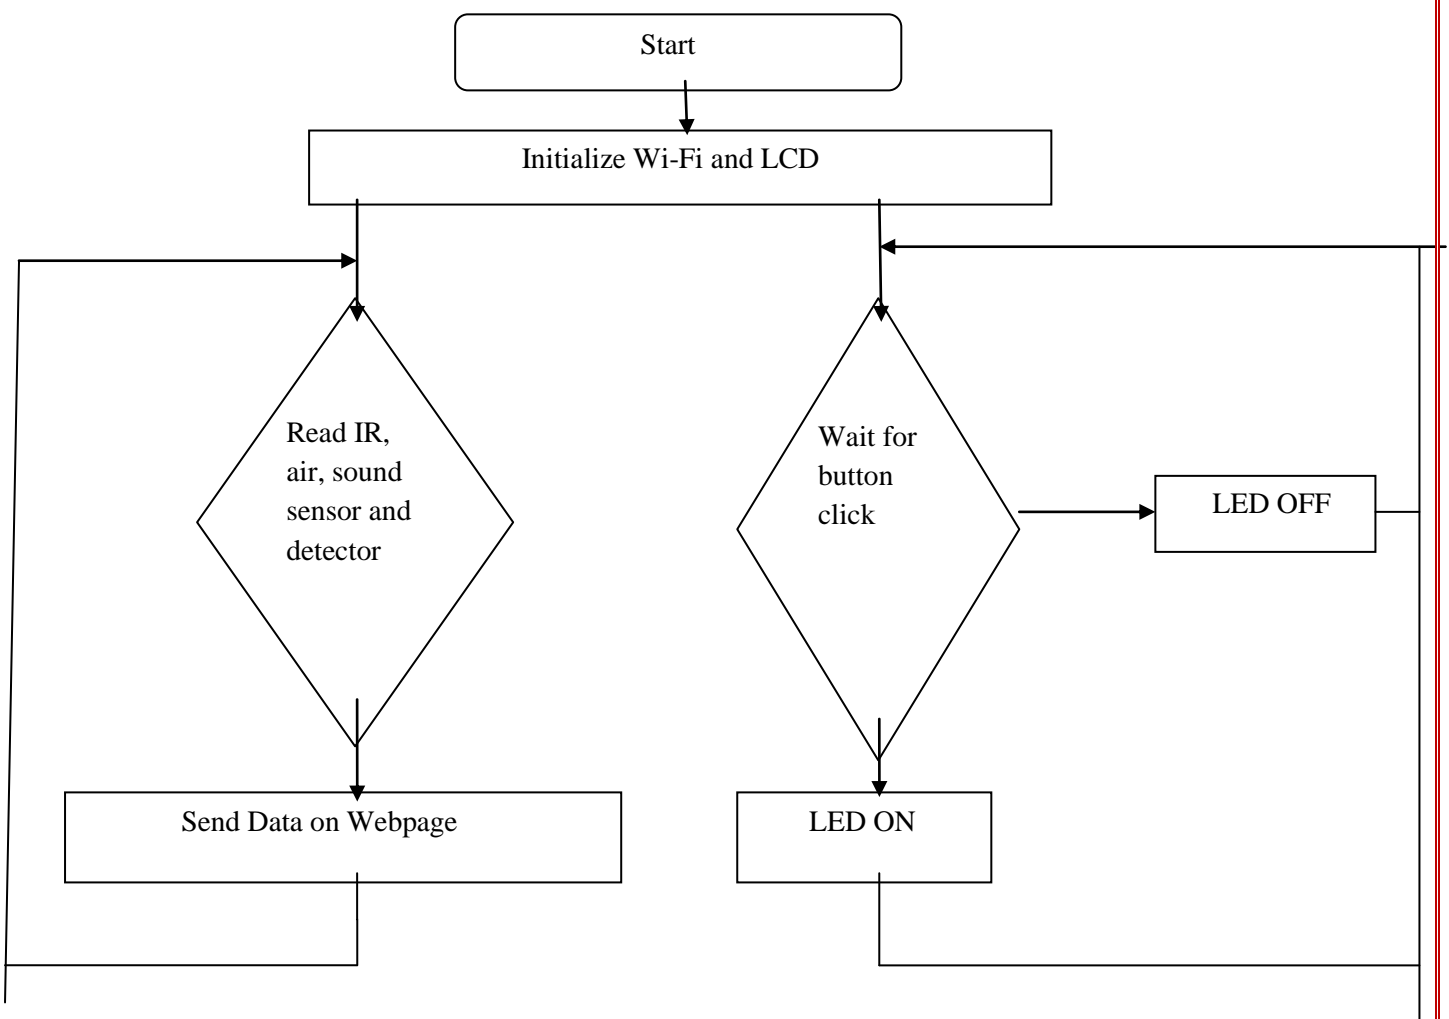 Start
Initialize Wi-Fi and LCD
Read IR,
air, sound
sensor and
detector
Wait for
button
click
LED OFF
Send Data on Webpage
LED ON